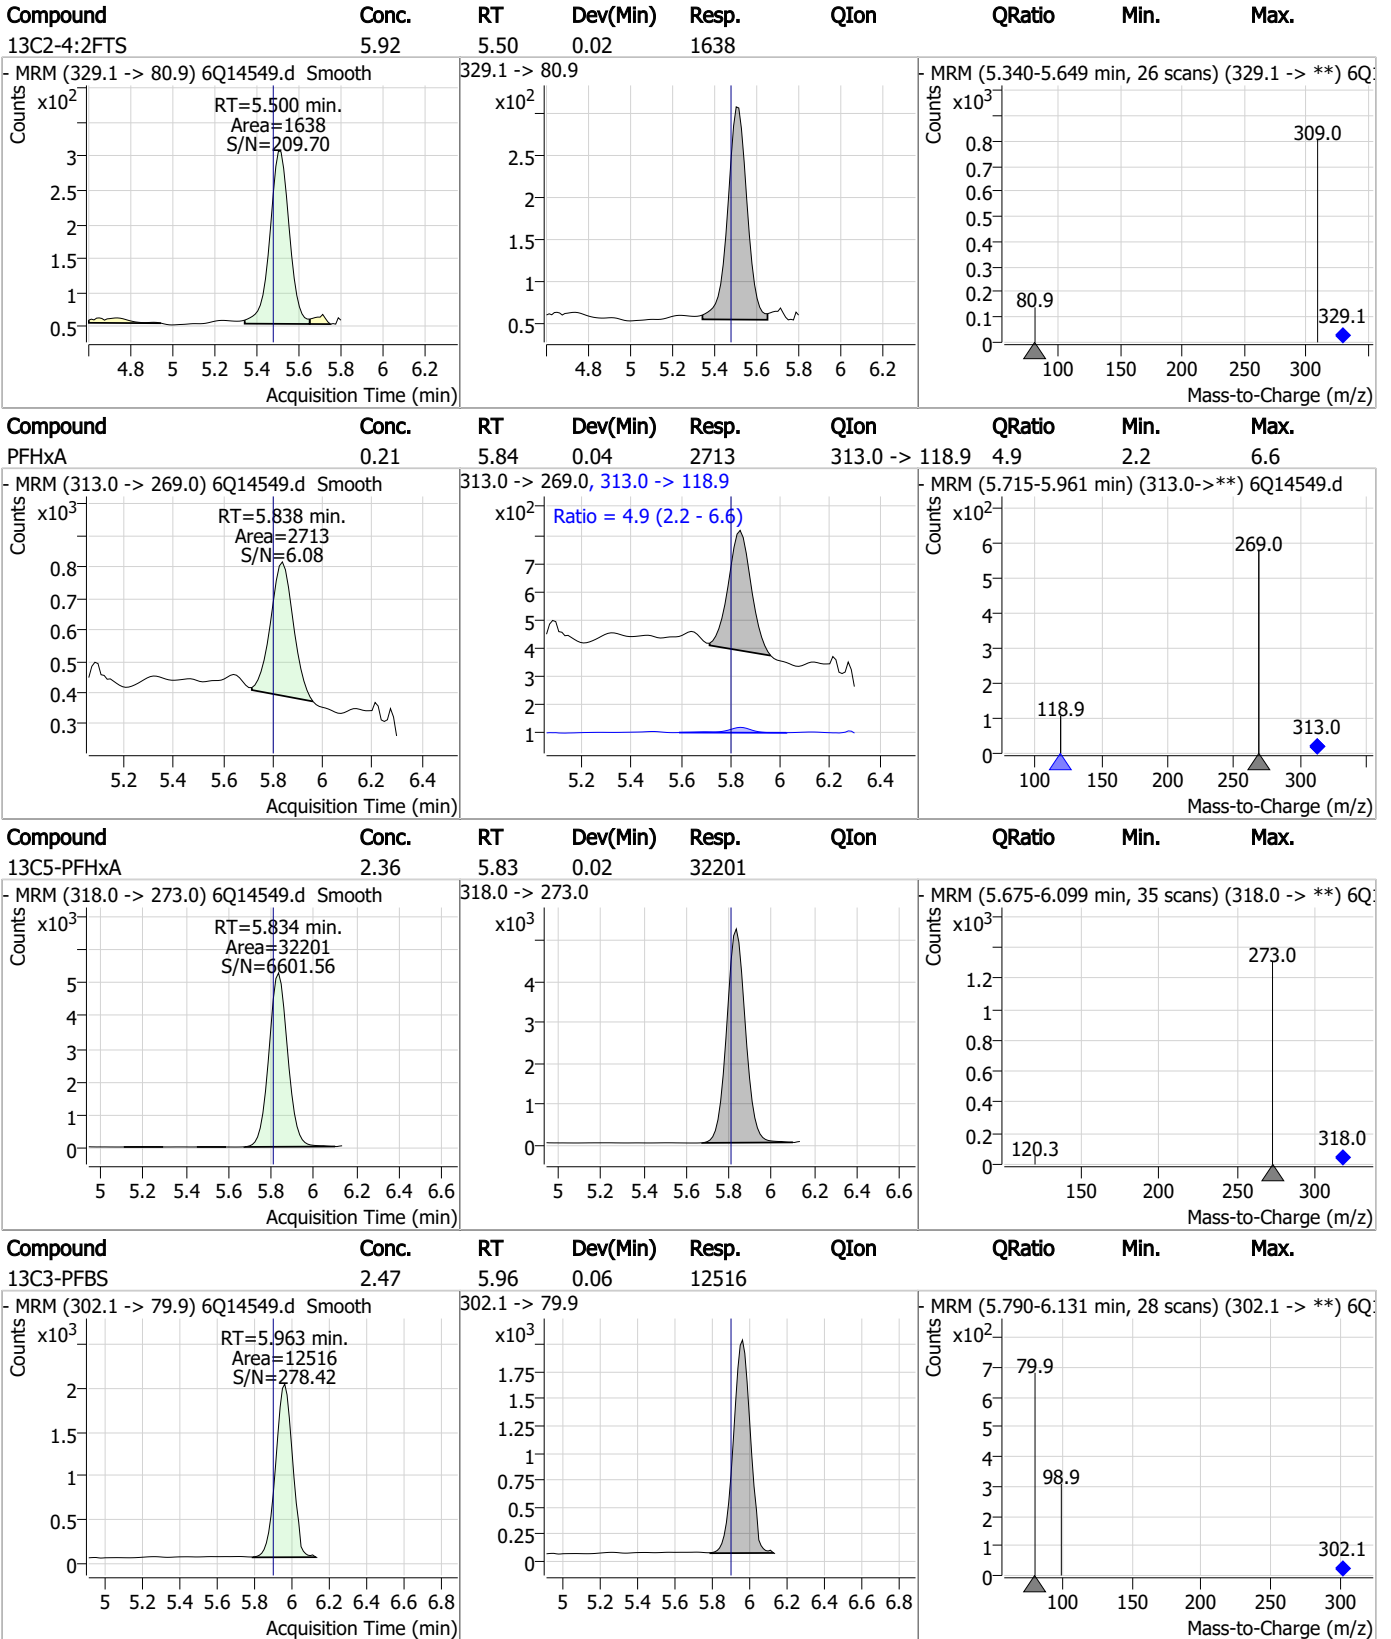 Compound Conc. RT Dev(Min) Resp. QIon QRatio Min. Max.
13C2-4:2FTS 5.92 5.50 0.02 1638
- MRM (329.1 -> 80.9) 6Q14549.d Smooth
Counts
x10²
RT=5.500 min.
Area=1638
S/N=209.70
3
2.5
2
1.5
1
0.5
4.8 5 5.2 5.4 5.6 5.8 6 6.2
Acquisition Time (min)
329.1 -> 80.9
x10²
2.5
2
1.5
1
0.5
4.8 5 5.2 5.4 5.6 5.8 6 6.2
- MRM (5.340-5.649 min, 26 scans) (329.1 -> **) 6Q1
Counts
x10³
309.0
0.8
0.7
0.6
0.5
0.4
0.3
0.2
0.1
0
80.9
329.1
100 150 200 250 300
Mass-to-Charge (m/z)
Compound Conc. RT Dev(Min) Resp. QIon QRatio Min. Max.
PFHxA 0.21 5.84 0.04 2713 313.0 -> 118.9 4.9 2.2 6.6
- MRM (313.0 -> 269.0) 6Q14549.d Smooth
Counts
x10³
RT=5.838 min.
Area=2713
S/N=6.08
0.8
0.7
0.6
0.5
0.4
0.3
5.2 5.4 5.6 5.8 6 6.2 6.4
Acquisition Time (min)
313.0 -> 269.0, 313.0 -> 118.9
x10²
Ratio = 4.9 (2.2 - 6.6)
7
6
5
4
3
2
1
5.2 5.4 5.6 5.8 6 6.2 6.4
- MRM (5.715-5.961 min) (313.0->**) 6Q14549.d
Counts
x10²
269.0
6
5
4
3
2
1
0
118.9
313.0
100 150 200 250 300
Mass-to-Charge (m/z)
Compound Conc. RT Dev(Min) Resp. QIon QRatio Min. Max.
13C5-PFHxA 2.36 5.83 0.02 32201
- MRM (318.0 -> 273.0) 6Q14549.d Smooth
Counts
x10³
RT=5.834 min.
Area=32201
S/N=6601.56
5
4
3
2
1
0
5 5.2 5.4 5.6 5.8 6 6.2 6.4 6.6
Acquisition Time (min)
318.0 -> 273.0
x10³
4
3
2
1
0
5 5.2 5.4 5.6 5.8 6 6.2 6.4 6.6
- MRM (5.675-6.099 min, 35 scans) (318.0 -> **) 6Q1
Counts
x10³
273.0
1.2
1
0.8
0.6
0.4
0.2
0
120.3
318.0
150 200 250 300
Mass-to-Charge (m/z)
Compound Conc. RT Dev(Min) Resp. QIon QRatio Min. Max.
13C3-PFBS 2.47 5.96 0.06 12516
- MRM (302.1 -> 79.9) 6Q14549.d Smooth
Counts
x10³
RT=5.963 min.
Area=12516
S/N=278.42
2
1.5
1
0.5
0
5 5.2 5.4 5.6 5.8 6 6.2 6.4 6.6 6.8
Acquisition Time (min)
302.1 -> 79.9
x10³
1.75
1.5
1.25
1
0.75
0.5
0.25
0
5 5.2 5.4 5.6 5.8 6 6.2 6.4 6.6 6.8
- MRM (5.790-6.131 min, 28 scans) (302.1 -> **) 6Q1
Counts
x10²
79.9
7
6
5
4
3
2
1
0
98.9
302.1
100 150 200 250 300
Mass-to-Charge (m/z)